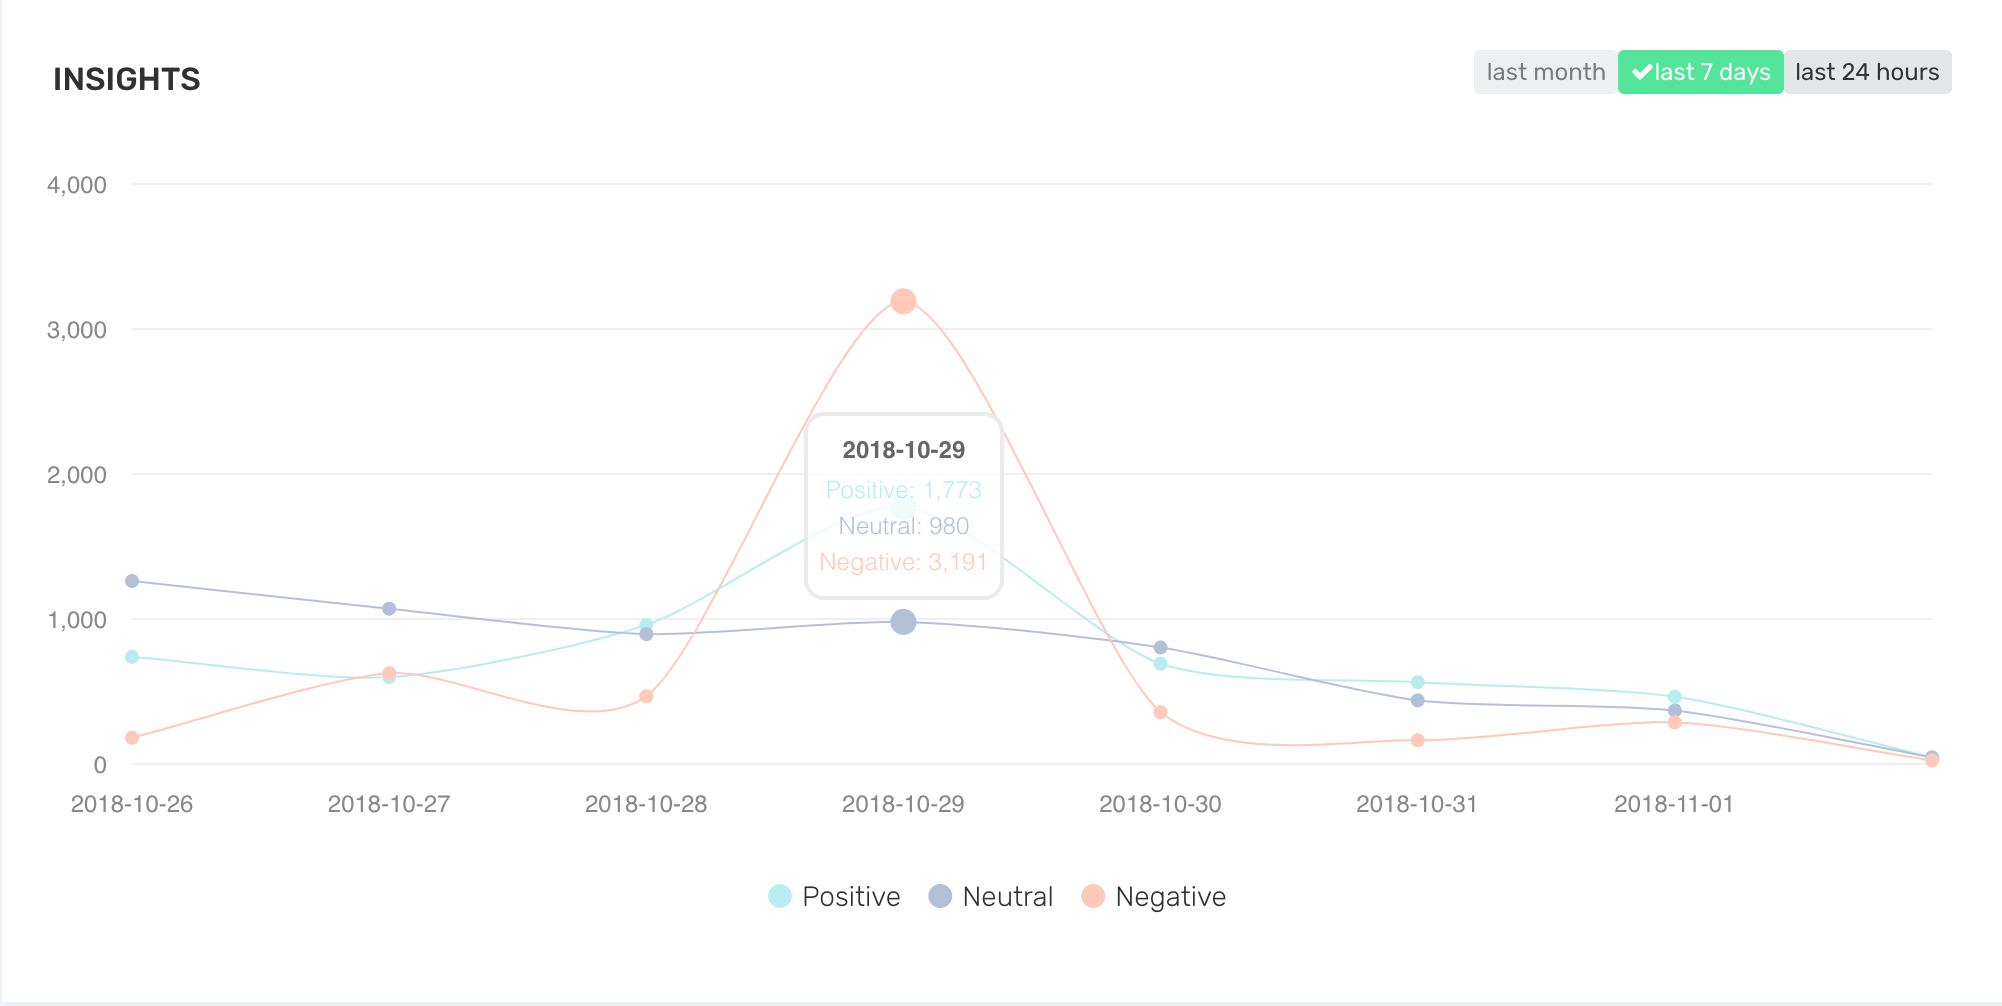 INSIGHTS
last month last 7 days last 24 hours
4,000
3,000
2,000
1,000
0
2018-10-29
Positive: 1,773
Neutral: 980
Negative: 3,191
2018-10-26 2018-10-27 2018-10-28 2018-10-29 2018-10-30 2018-10-31 2018-11-01
Positive Neutral Negative